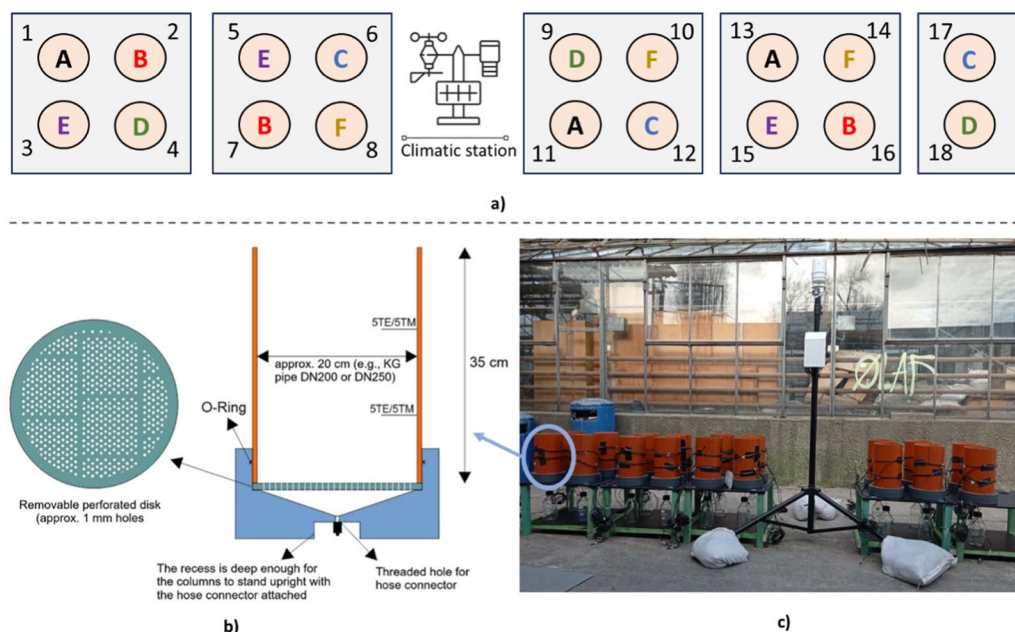 1 2 5 6 9 10 13 14 17
A B E C D F A F C
E D B F A C E B D
3 4 7 8 11 12 15 16 18
Climatic station
a)
5TE/5TM
approx. 20 cm (e.g., KG
pipe DN200 or DN250)
35 cm
O-Ring
5TE/5TM
Removable perforated disk
(approx. 1 mm holes
The recess is deep enough for
the columns to stand upright with
the hose connector attached
Threaded hole for
hose connector
b)
ØLAF
c)